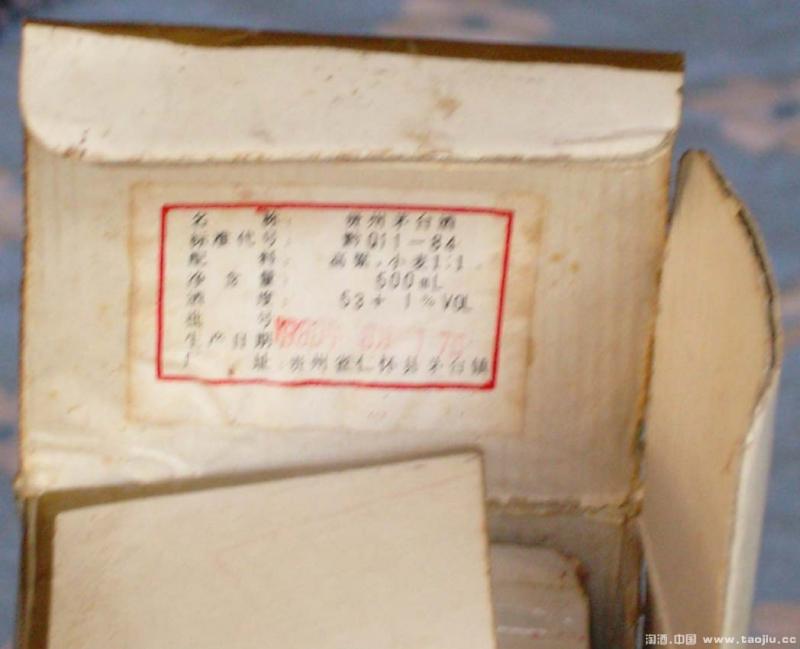 名 称: 贵州茅台酒
标准代号: 黔Q11-84
配 料: 高粱.小麦1:1
净含量: 500mL
酒 度: 53+1%VOL
批 号
生产日期
厂 址:贵州省仁怀县茅台镇
淘酒.中国 www.taojiu.cc